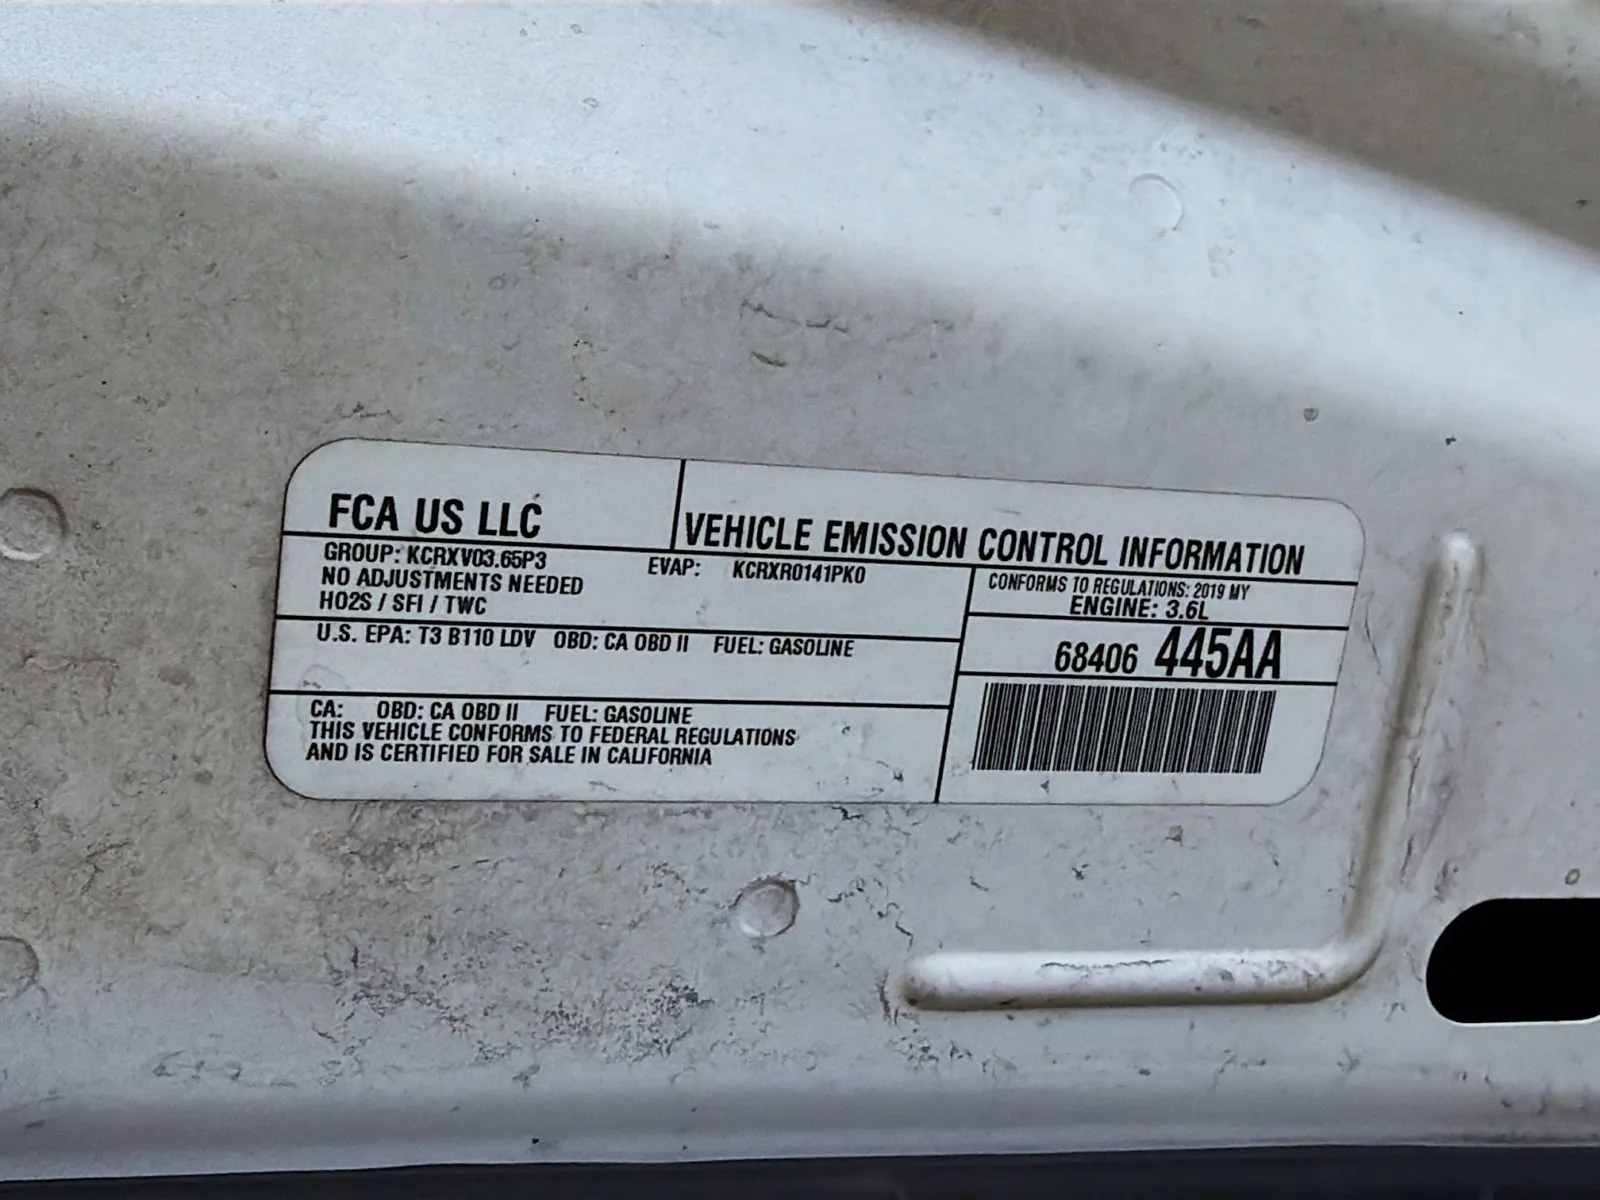 FCA US LLC
VEHICLE EMISSION CONTROL INFORMATION
GROUP: KCRXV03.65P3 EVAP: KCRXR0141PK0
NO ADJUSTMENTS NEEDED
HO2S / SFI / TWC
CONFORMS TO REGULATIONS: 2019 MY
ENGINE: 3.6L
U.S. EPA: T3 B110 LDV OBD: CA OBD II FUEL: GASOLINE
68406 445AA
CA: OBD: CA OBD II FUEL: GASOLINE
THIS VEHICLE CONFORMS TO FEDERAL REGULATIONS
AND IS CERTIFIED FOR SALE IN CALIFORNIA